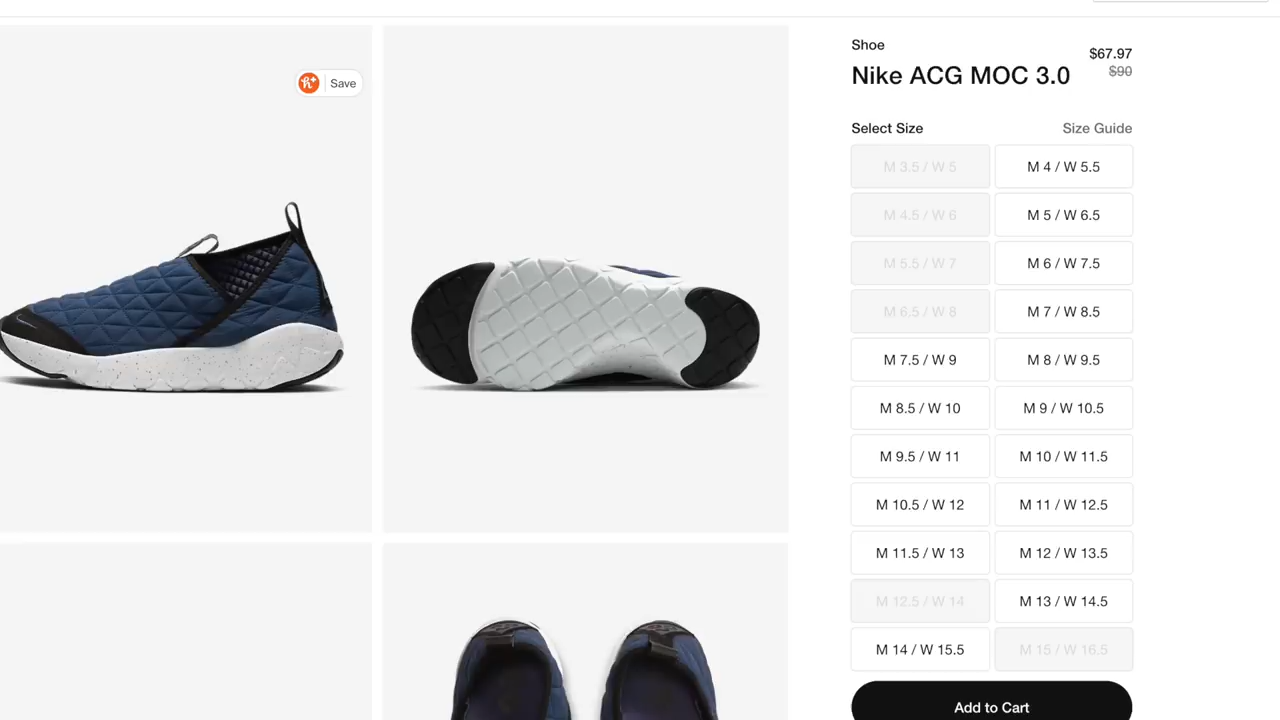 Save
Shoe
Nike ACG MOC 3.0
$67.97
$90
Select Size
Size Guide
M 3.5 / W 5
M 4 / W 5.5
M 4.5 / W 6
M 5 / W 6.5
M 5.5 / W 7
M 6 / W 7.5
M 6.5 / W 8
M 7 / W 8.5
M 7.5 / W 9
M 8 / W 9.5
M 8.5 / W 10
M 9 / W 10.5
M 9.5 / W 11
M 10 / W 11.5
M 10.5 / W 12
M 11 / W 12.5
M 11.5 / W 13
M 12 / W 13.5
M 12.5 / W 14
M 13 / W 14.5
M 14 / W 15.5
M 15 / W 16.5
Add to Cart